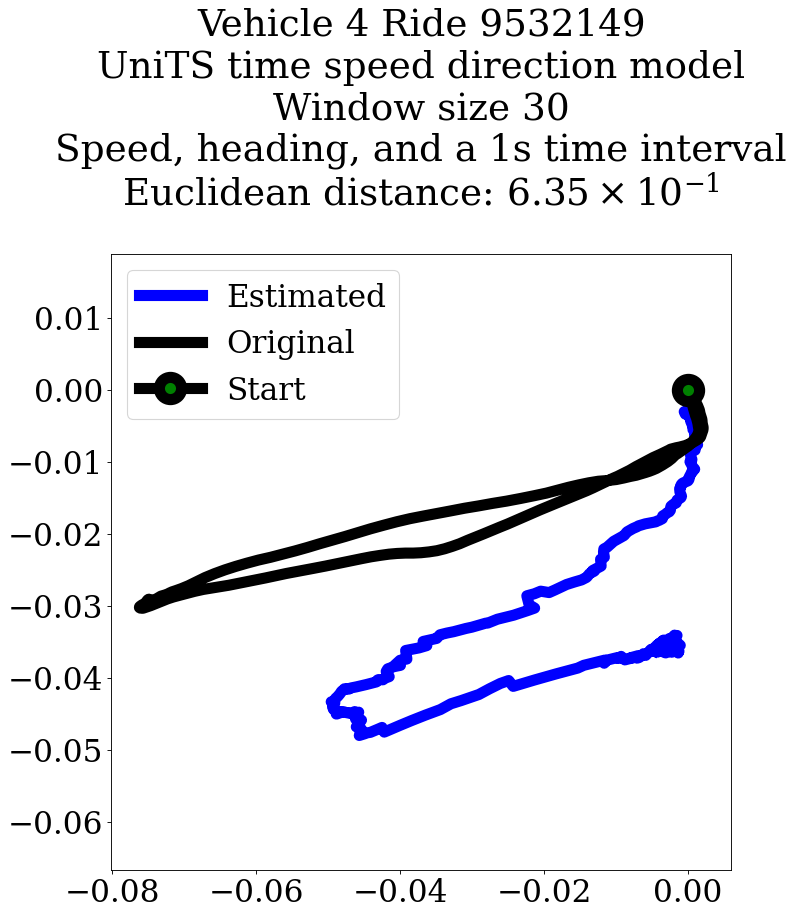 Vehicle 4 Ride 9532149
UniTS time speed direction model
Window size 30
Speed, heading, and a 1s time interval
Euclidean distance: 6.35 × 10⁻¹
Estimated
Original
Start
0.01
0.00
−0.01
−0.02
−0.03
−0.04
−0.05
−0.06
−0.08 −0.06 −0.04 −0.02 0.00